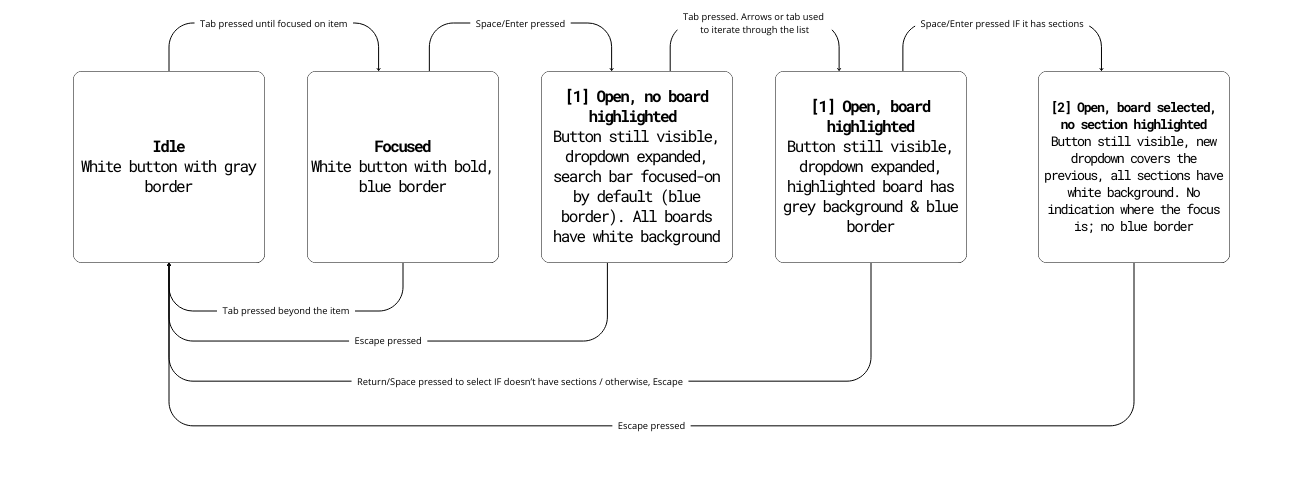 Tab pressed until focused on item
Space/Enter pressed
Tab pressed. Arrows or tab used
to iterate through the list
Space/Enter pressed IF it has sections
Idle
White button with gray
border
Focused
White button with bold,
blue border
[1] Open, no board
highlighted
Button still visible,
dropdown expanded,
search bar focused-on
by default (blue
border). All boards
have white background
[1] Open, board
highlighted
Button still visible,
dropdown expanded,
highlighted board has
grey background & blue
border
[2] Open, board selected,
no section highlighted
Button still visible, new
dropdown covers the
previous, all sections have
white background. No
indication where the focus
is; no blue border
Tab pressed beyond the item
Escape pressed
Return/Space pressed to select IF doesn't have sections / otherwise, Escape
Escape pressed